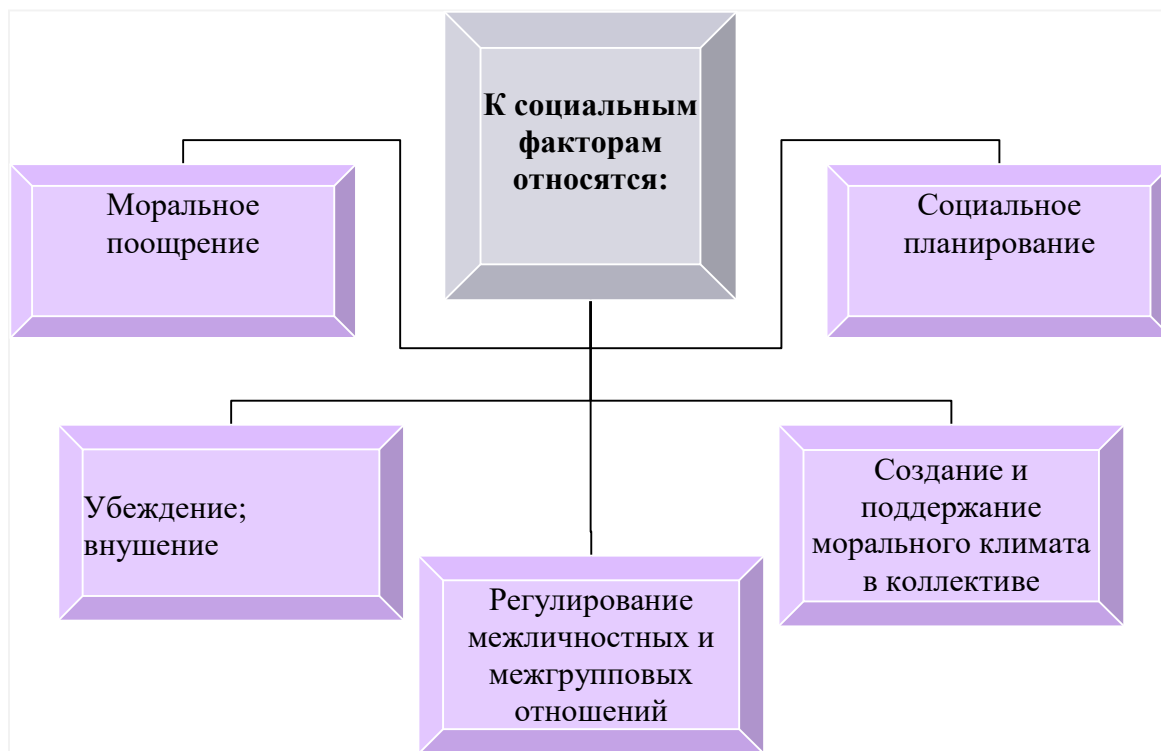 К социальным
факторам
относятся:
Моральное
поощрение
Социальное
планирование
Убеждение;
внушение
Создание и
поддержание
морального климата
в коллективе
Регулирование
межличностных и
межгрупповых
отношений